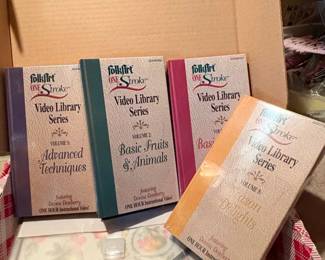 folkArt
ONE
Stroke
Video Library
Series
VOLUME 3:
Advanced
Techniques
Featuring
Donna Dewberry
ONE HOUR Instructional Video!
folkArt
ONE
Stroke
Video Library
Series
VOLUME 2:
Basic Fruits
& Animals
Featuring
Donna Dewberry
ONE HOUR Instructional Video!
folkArt
ONE
Stroke
Video Library
Series
Bas
folkArt
ONE
Stroke
Video Library
Series
Featuring
Donna Dewberry
ONE HOUR Instructional Video!